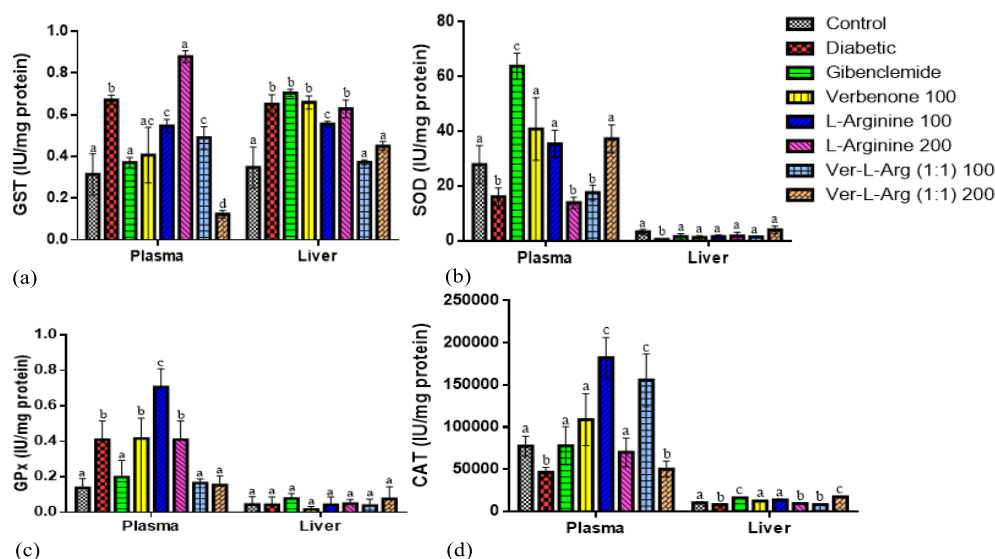 GST (IU/mg protein)
1.0
0.8
0.6
0.4
0.2
0.0
a
b
a
ac
c
a
c
d
a
b
b
b
c
b
a
a
Plasma
Liver
(a)
SOD (IU/mg protein)
80
60
40
20
0
a
b
c
a
a
b
b
a
a
b
a
a
a
a
a
a
Plasma
Liver
(b)
Control
Diabetic
Gibenclemide
Verbenone 100
L-Arginine 100
L-Arginine 200
Ver-L-Arg (1:1) 100
Ver-L-Arg (1:1) 200
GPx (IU/mg protein)
1.0
0.8
0.6
0.4
0.2
0.0
a
b
a
b
c
b
a
a
a
a
a
a
a
a
a
a
Plasma
Liver
(c)
CAT (IU/mg protein)
250000
200000
150000
100000
50000
0
a
b
a
a
c
a
c
b
a
b
c
a
a
b
b
c
Plasma
Liver
(d)